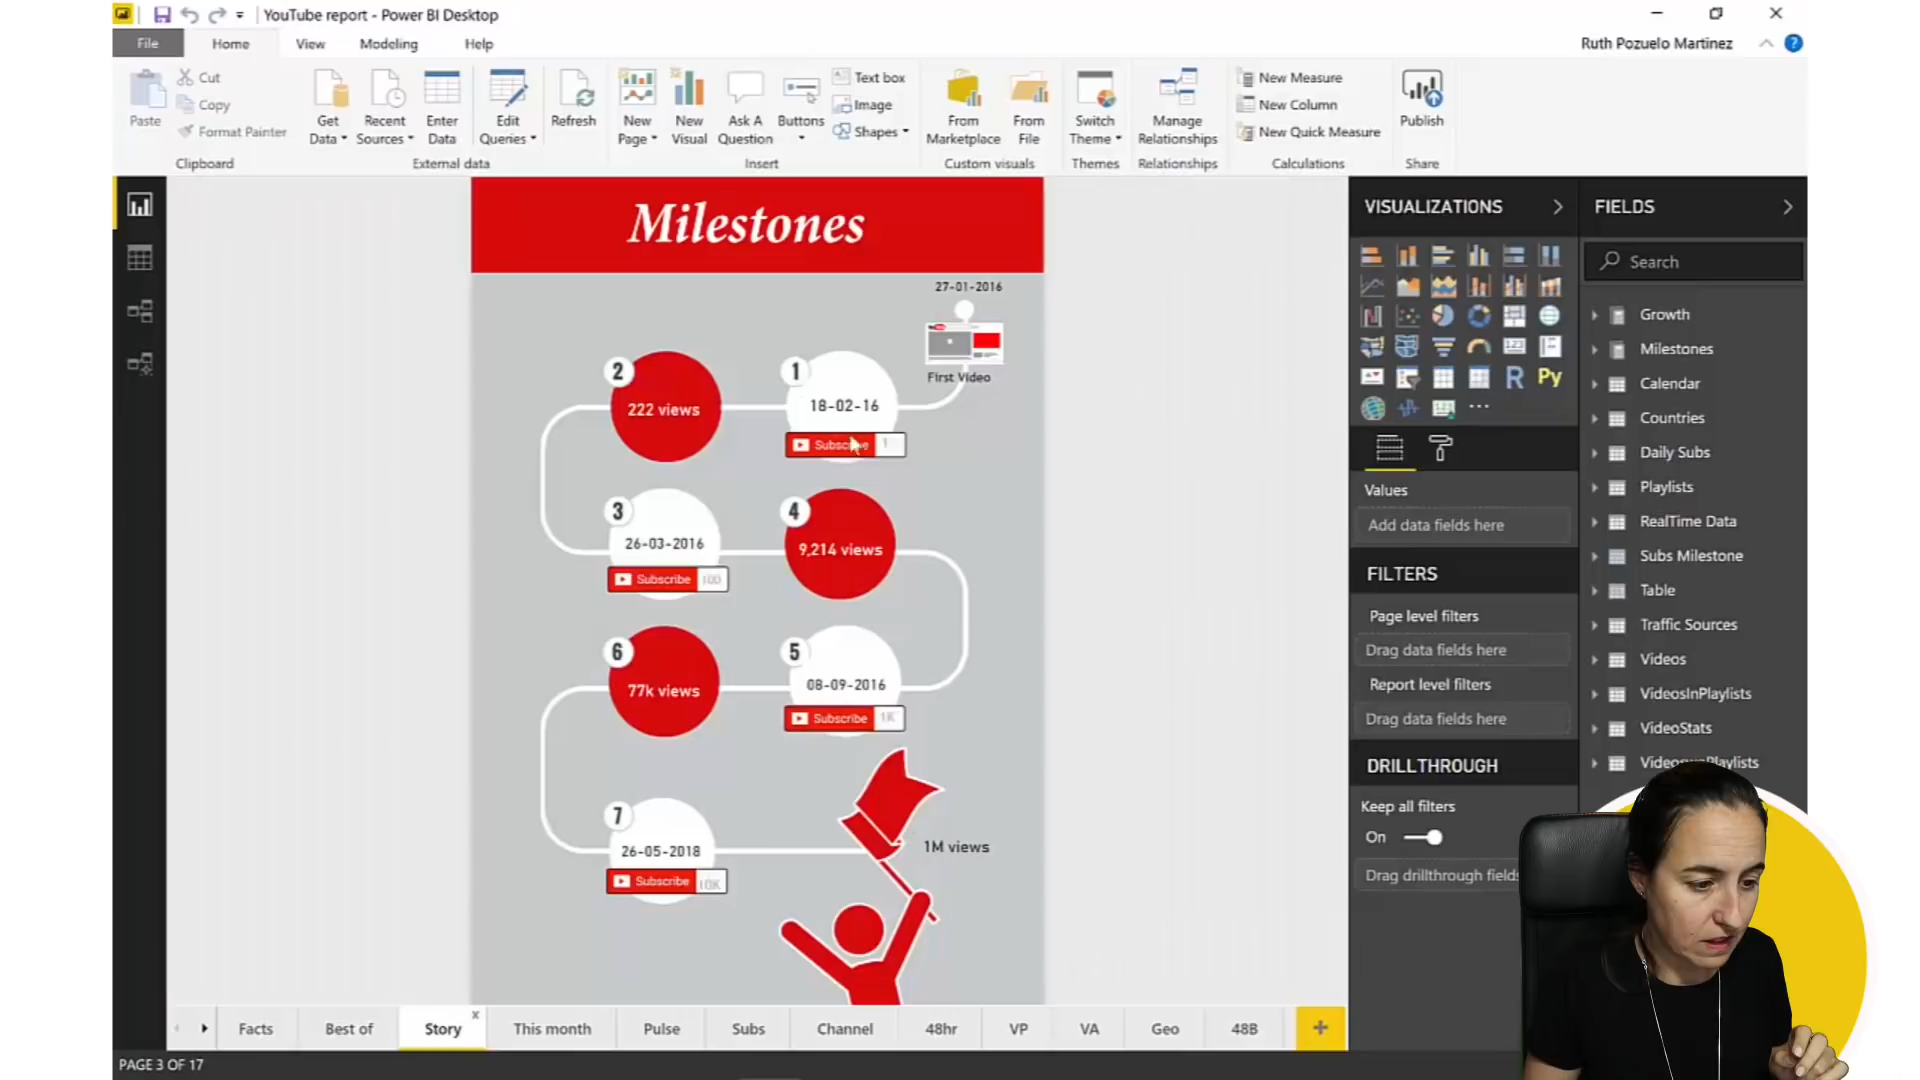 YouTube report - Power BI Desktop
File Home View Modeling Help
Ruth Pozuelo Martinez
Paste
Cut
Copy
Format Painter
Clipboard
Get Data
Recent Sources
Enter Data
External data
Edit Queries
Refresh
New Page
New Visual
Ask A Question
Buttons
Text box
Image
Shapes
Insert
From Marketplace
From File
Custom visuals
Switch Theme
Themes
Manage Relationships
Relationships
New Measure
New Column
New Quick Measure
Calculations
Publish
Share
Milestones
27-01-2016
First Video
1
18-02-16
Subscribe 1
2
222 views
3
26-03-2016
Subscribe 100
4
9,214 views
5
08-09-2016
Subscribe 1K
6
77k views
7
26-05-2018
Subscribe 10K
1M views
VISUALIZATIONS
R Py
Values
Add data fields here
FILTERS
Page level filters
Drag data fields here
Report level filters
Drag data fields here
DRILLTHROUGH
Keep all filters
On
Drag drillthrough fields
FIELDS
Search
Growth
Milestones
Calendar
Countries
Daily Subs
Playlists
RealTime Data
Subs Milestone
Table
Traffic Sources
Videos
VideosInPlaylists
VideoStats
Facts Best of Story This month Pulse Subs Channel 48hr VP VA Geo 48B
PAGE 3 OF 17